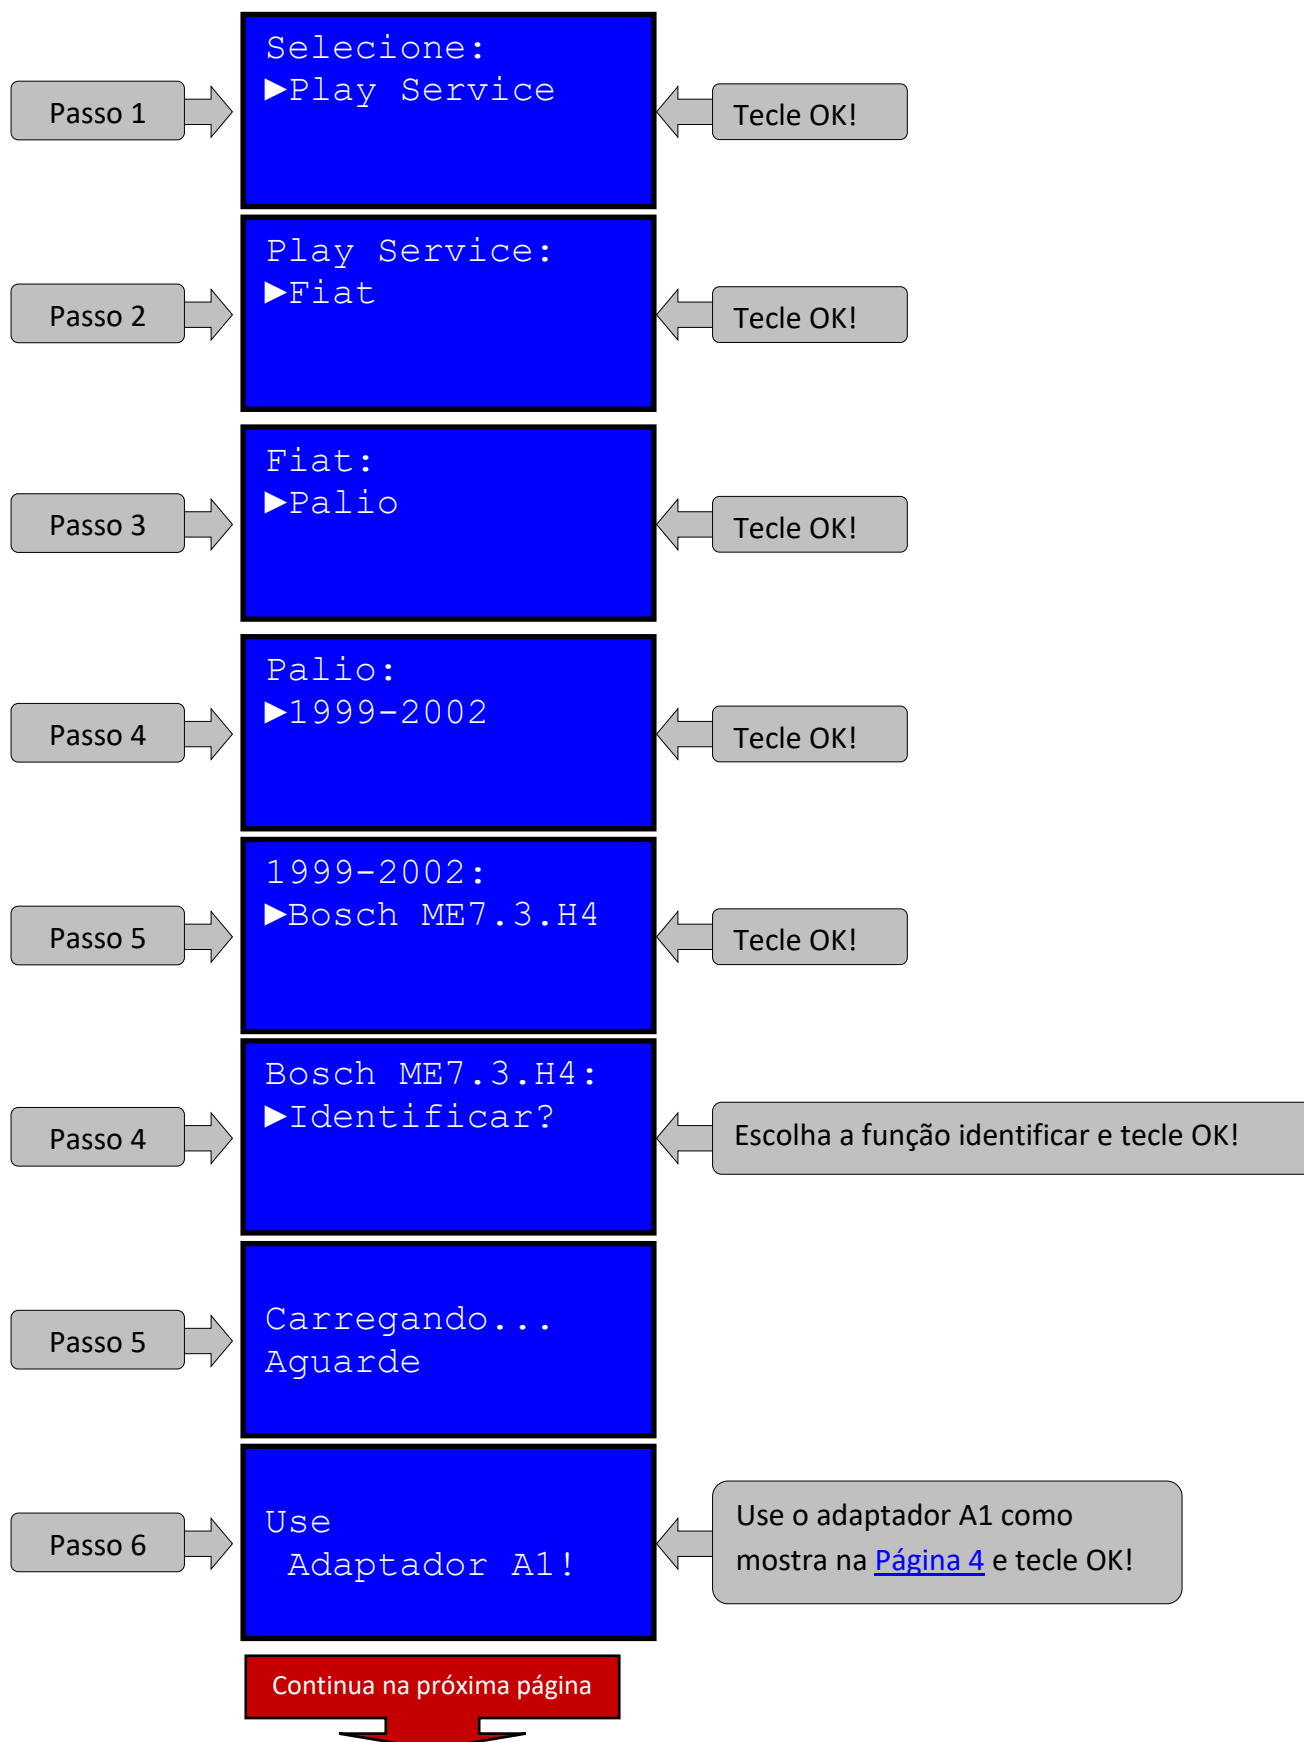 Selecione:
►Play Service
Passo 1
Tecle OK!
Play Service:
►Fiat
Passo 2
Tecle OK!
Fiat:
►Palio
Passo 3
Tecle OK!
Palio:
►1999-2002
Passo 4
Tecle OK!
1999-2002:
►Bosch ME7.3.H4
Passo 5
Tecle OK!
Bosch ME7.3.H4:
►Identificar?
Passo 4
Escolha a função identificar e tecle OK!
Carregando...
Aguarde
Passo 5
Use
Adaptador A1!
Passo 6
Use o adaptador A1 como
mostra na Página 4 e tecle OK!
Continua na próxima página